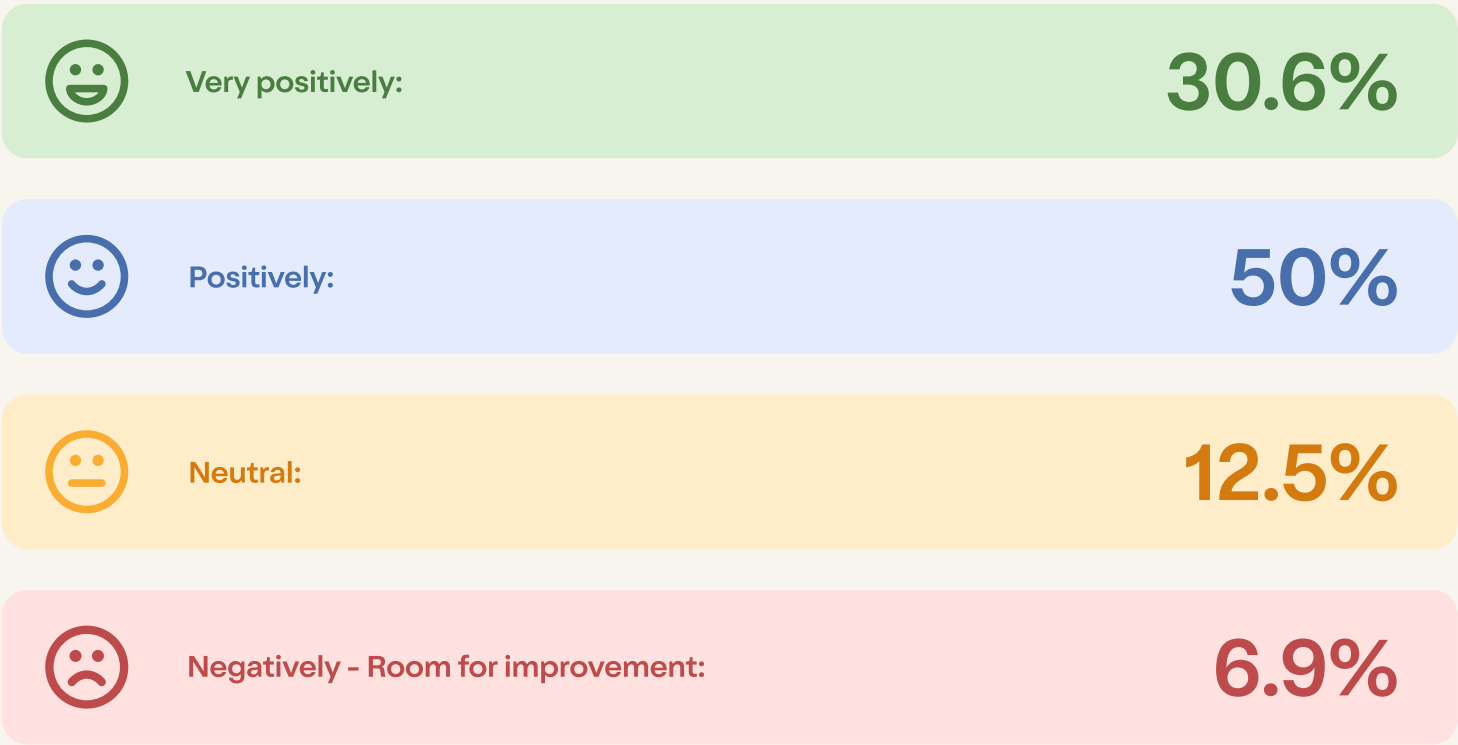 Very positively: 30.6%
Positively: 50%
Neutral: 12.5%
Negatively - Room for improvement: 6.9%